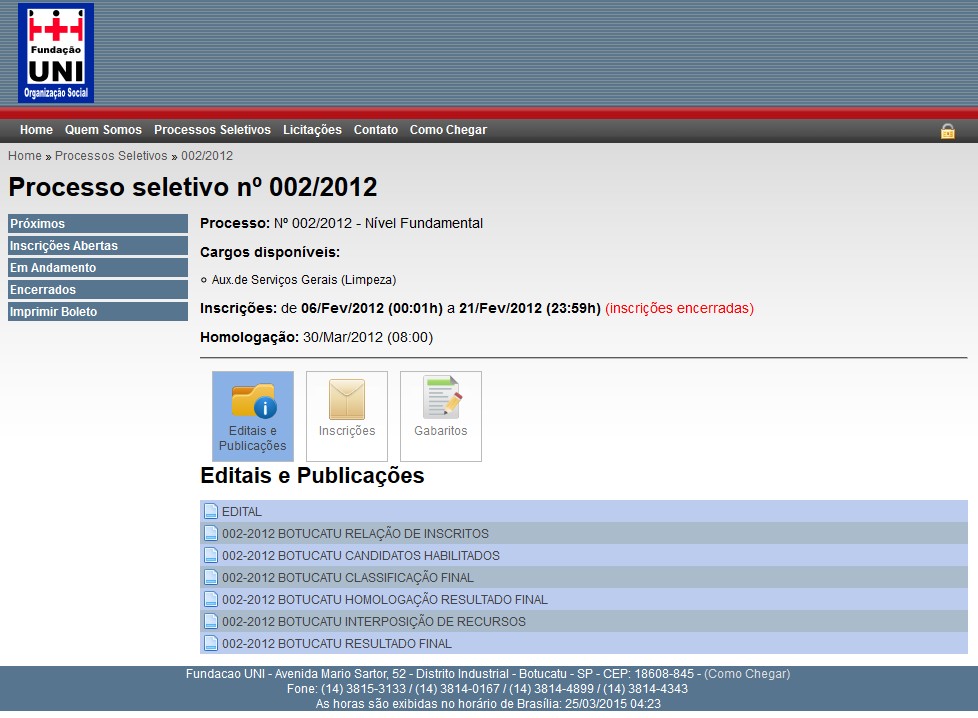 Fundação
UNI
Organização Social
Home Quem Somos Processos Seletivos Licitações Contato Como Chegar
Home » Processos Seletivos » 002/2012
Processo seletivo nº 002/2012
Próximos
Inscrições Abertas
Em Andamento
Encerrados
Imprimir Boleto
Processo: Nº 002/2012 - Nível Fundamental
Cargos disponíveis:
Aux.de Serviços Gerais (Limpeza)
Inscrições: de 06/Fev/2012 (00:01h) a 21/Fev/2012 (23:59h) (inscrições encerradas)
Homologação: 30/Mar/2012 (08:00)
Editais e
Publicações
Inscrições
Gabaritos
Editais e Publicações
EDITAL
002-2012 BOTUCATU RELAÇÃO DE INSCRITOS
002-2012 BOTUCATU CANDIDATOS HABILITADOS
002-2012 BOTUCATU CLASSIFICAÇÃO FINAL
002-2012 BOTUCATU HOMOLOGAÇÃO RESULTADO FINAL
002-2012 BOTUCATU INTERPOSIÇÃO DE RECURSOS
002-2012 BOTUCATU RESULTADO FINAL
Fundacao UNI - Avenida Mario Sartor, 52 - Distrito Industrial - Botucatu - SP - CEP: 18608-845 - (Como Chegar)
Fone: (14) 3815-3133 / (14) 3814-0167 / (14) 3814-4899 / (14) 3814-4343
As horas são exibidas no horário de Brasília: 25/03/2015 04:23